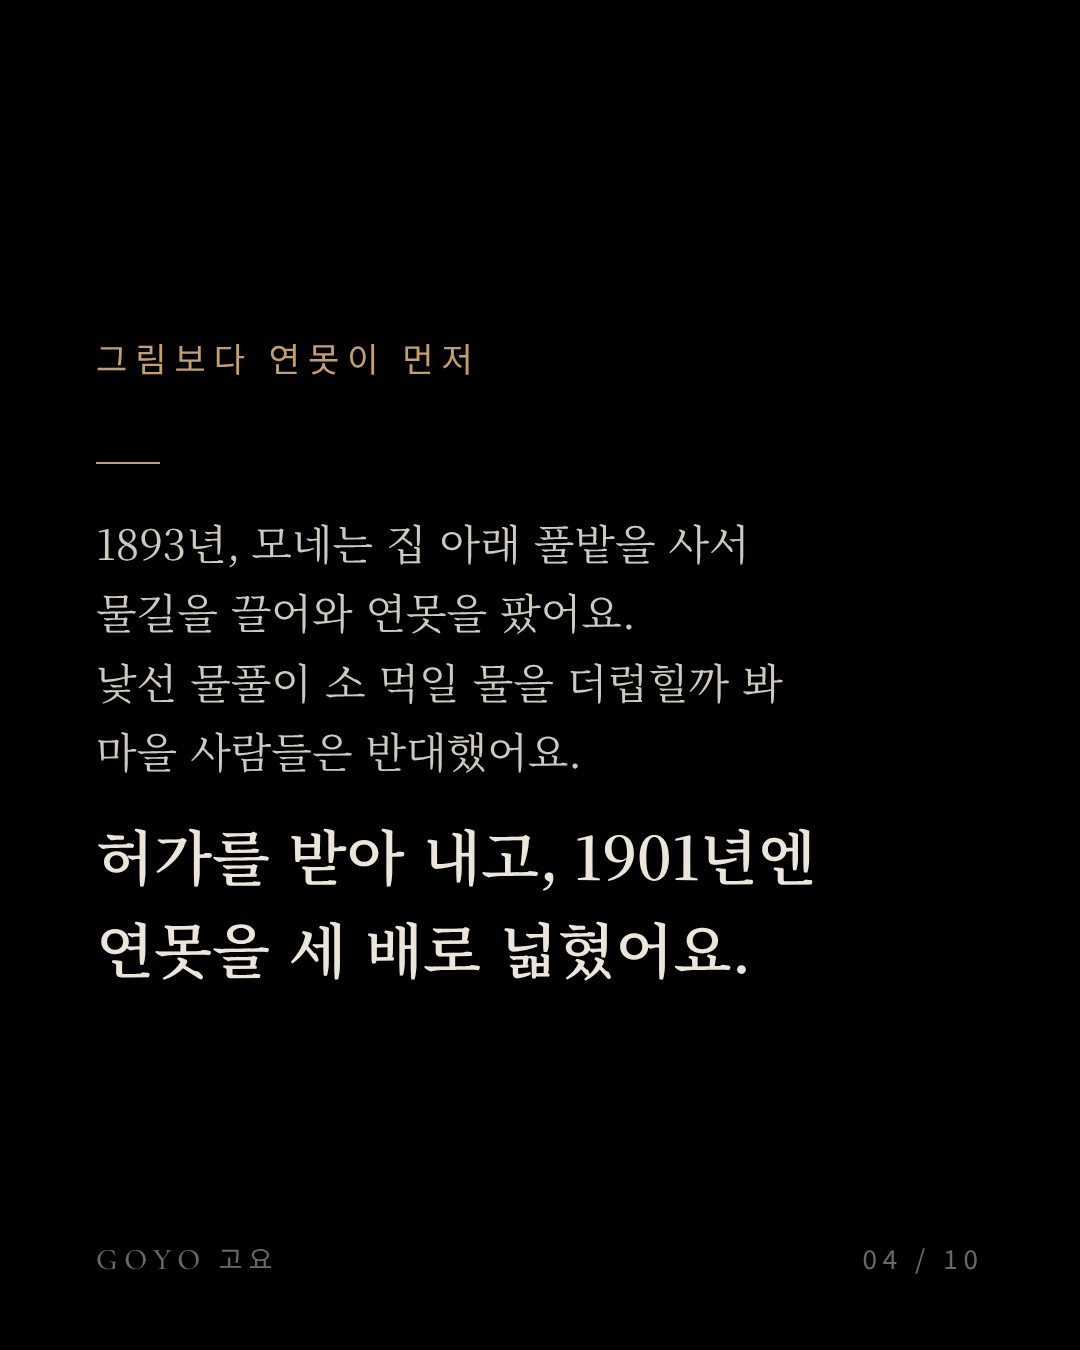 그림보다 연못이 먼저
1893년, 모네는 집 아래 풀밭을 사서
물길을 끌어와 연못을 팠어요.
낯선 물풀이 소 먹일 물을 더럽힐까 봐
마을 사람들은 반대했어요.
허가를 받아 내고, 1901년엔
연못을 세 배로 넓혔어요.
GOYO 고요
04 / 10